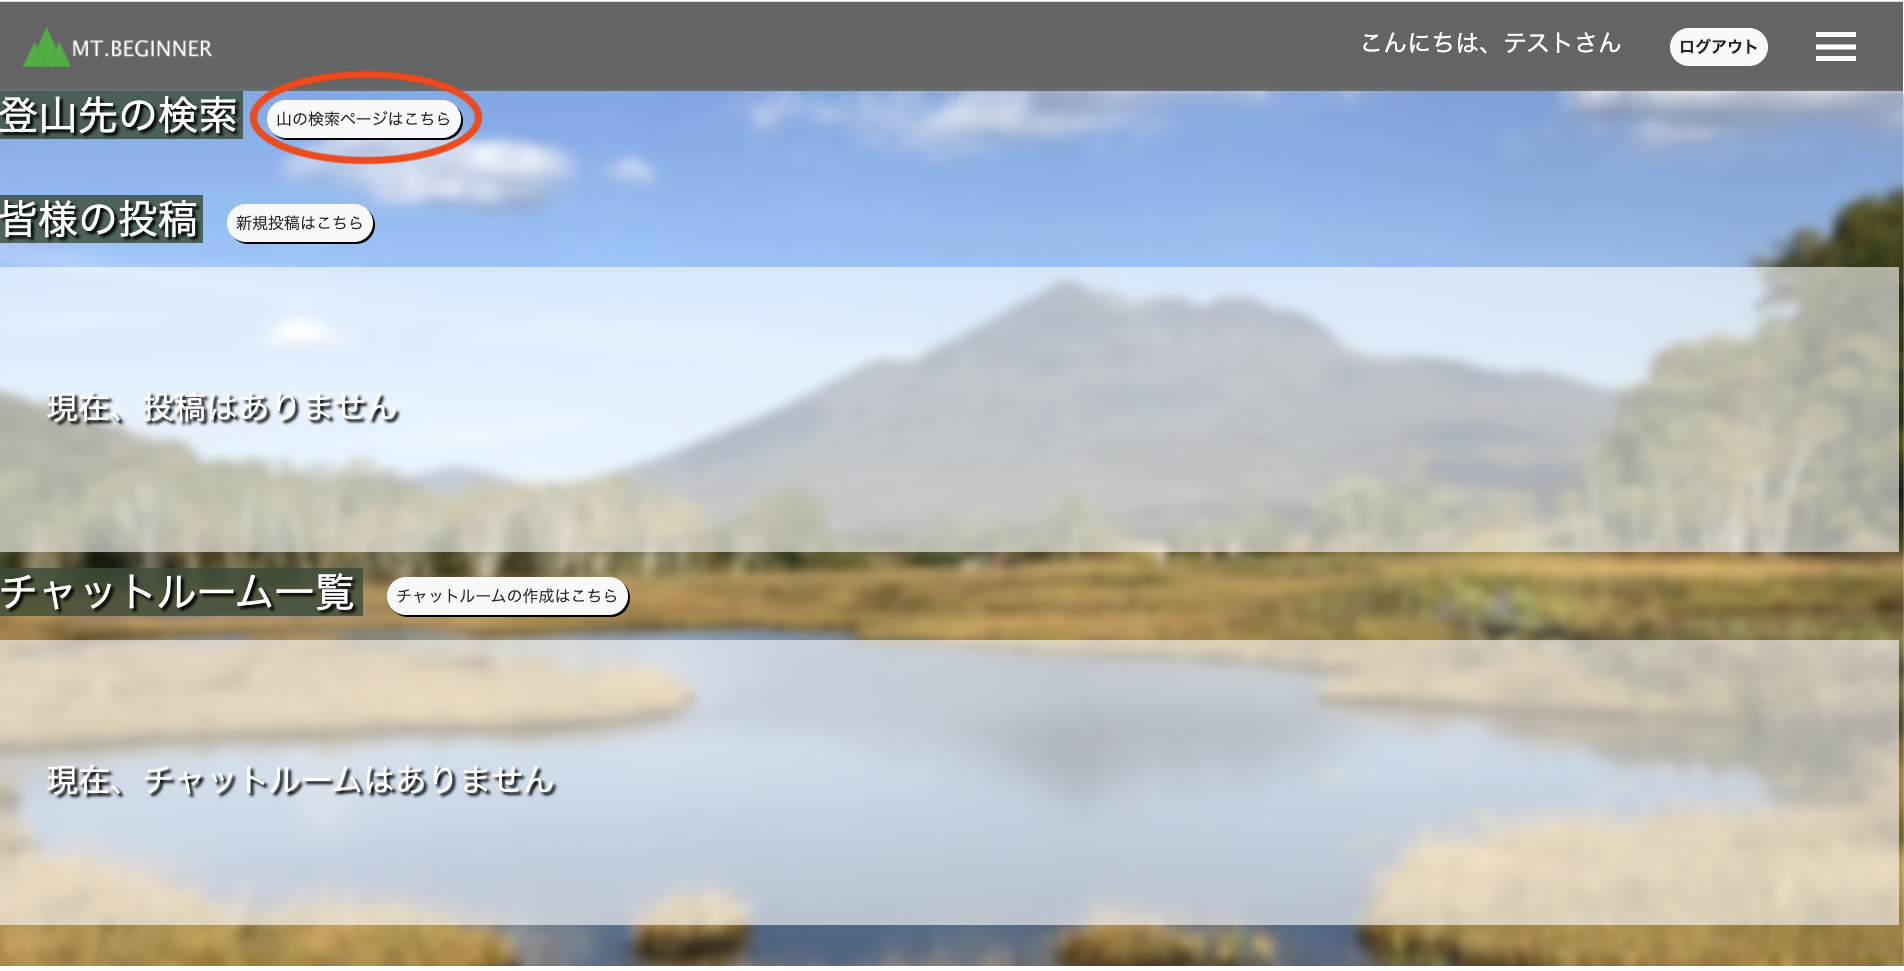 MT.BEGINNER
こんにちは、テストさん
ログアウト
登山先の検索
山の検索ページはこちら
皆様の投稿
新規投稿はこちら
現在、投稿はありません
チャットルーム一覧
チャットルームの作成はこちら
現在、チャットルームはありません